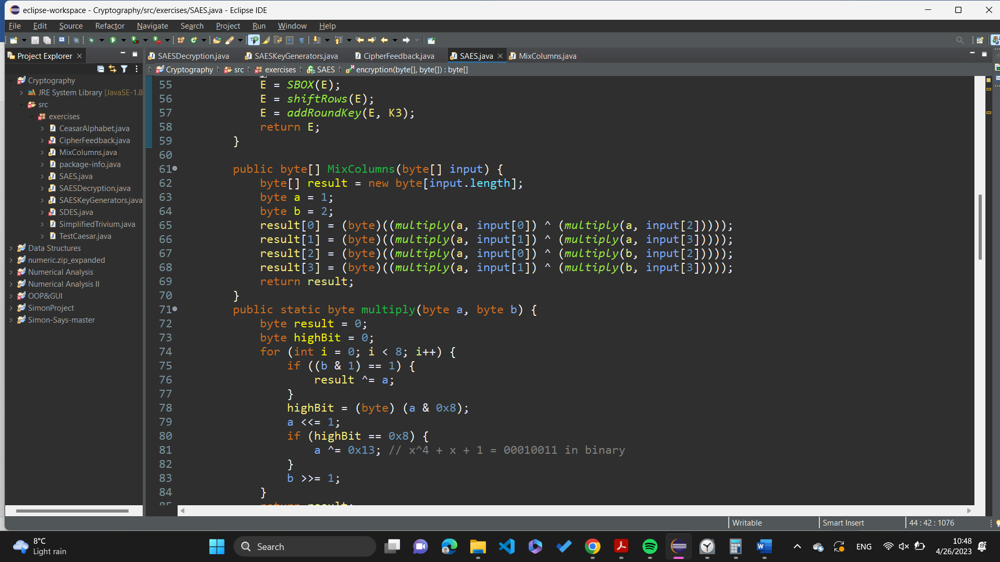 eclipse-workspace - Cryptography/src/exercises/SAES.java - Eclipse IDE
File Edit Source Refactor Navigate Search Project Run Window Help
Project Explorer
SAESDecryption.java SAESKeyGenerators.java CipherFeedback.java SAES.java MixColumns.java
Cryptography src exercises SAES encryption(byte[], byte[]) : byte[]
Cryptography
JRE System Library [JavaSE-1.8
src
exercises
CeasarAlphabet.java
CipherFeedback.java
MixColumns.java
package-info.java
SAES.java
SAESDecryption.java
SAESKeyGenerators.java
SDES.java
SimplifiedTrivium.java
TestCaesar.java
Data Structures
numeric.zip_expanded
Numerical Analysis
Numerical Analysis II
OOP&GUI
SimonProject
Simon-Says-master
55 E = SBOX(E);
56 E = shiftRows(E);
57 E = addRoundKey(E, K3);
58 return E;
59 }
60
61 public byte[] MixColumns(byte[] input) {
62 byte[] result = new byte[input.length];
63 byte a = 1;
64 byte b = 2;
65 result[0] = (byte)((multiply(a, input[0]) ^ (multiply(a, input[2]))));
66 result[1] = (byte)((multiply(a, input[1]) ^ (multiply(a, input[3]))));
67 result[2] = (byte)((multiply(a, input[0]) ^ (multiply(b, input[2]))));
68 result[3] = (byte)((multiply(a, input[1]) ^ (multiply(b, input[3]))));
69 return result;
70 }
71 public static byte multiply(byte a, byte b) {
72 byte result = 0;
73 byte highBit = 0;
74 for (int i = 0; i < 8; i++) {
75 if ((b & 1) == 1) {
76 result ^= a;
77 }
78 highBit = (byte) (a & 0x8);
79 a <<= 1;
80 if (highBit == 0x8) {
81 a ^= 0x13; // x^4 + x + 1 = 00010011 in binary
82 }
83 b >>= 1;
84 }
85 return result;
Writable Smart Insert 44 : 42 : 1076
8°C
Light rain
Search
ENG
10:48
4/26/2023